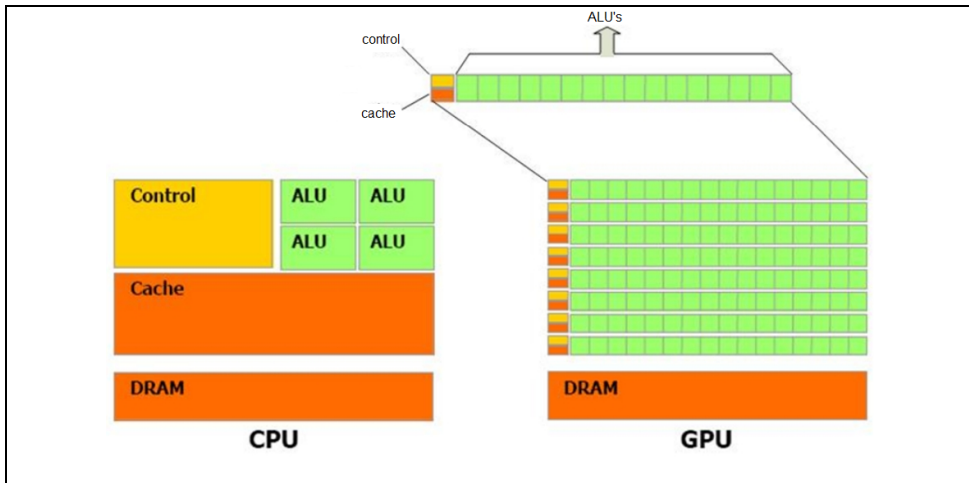 ALU's
control
cache
Control
ALU ALU
ALU ALU
Cache
DRAM
CPU
DRAM
GPU